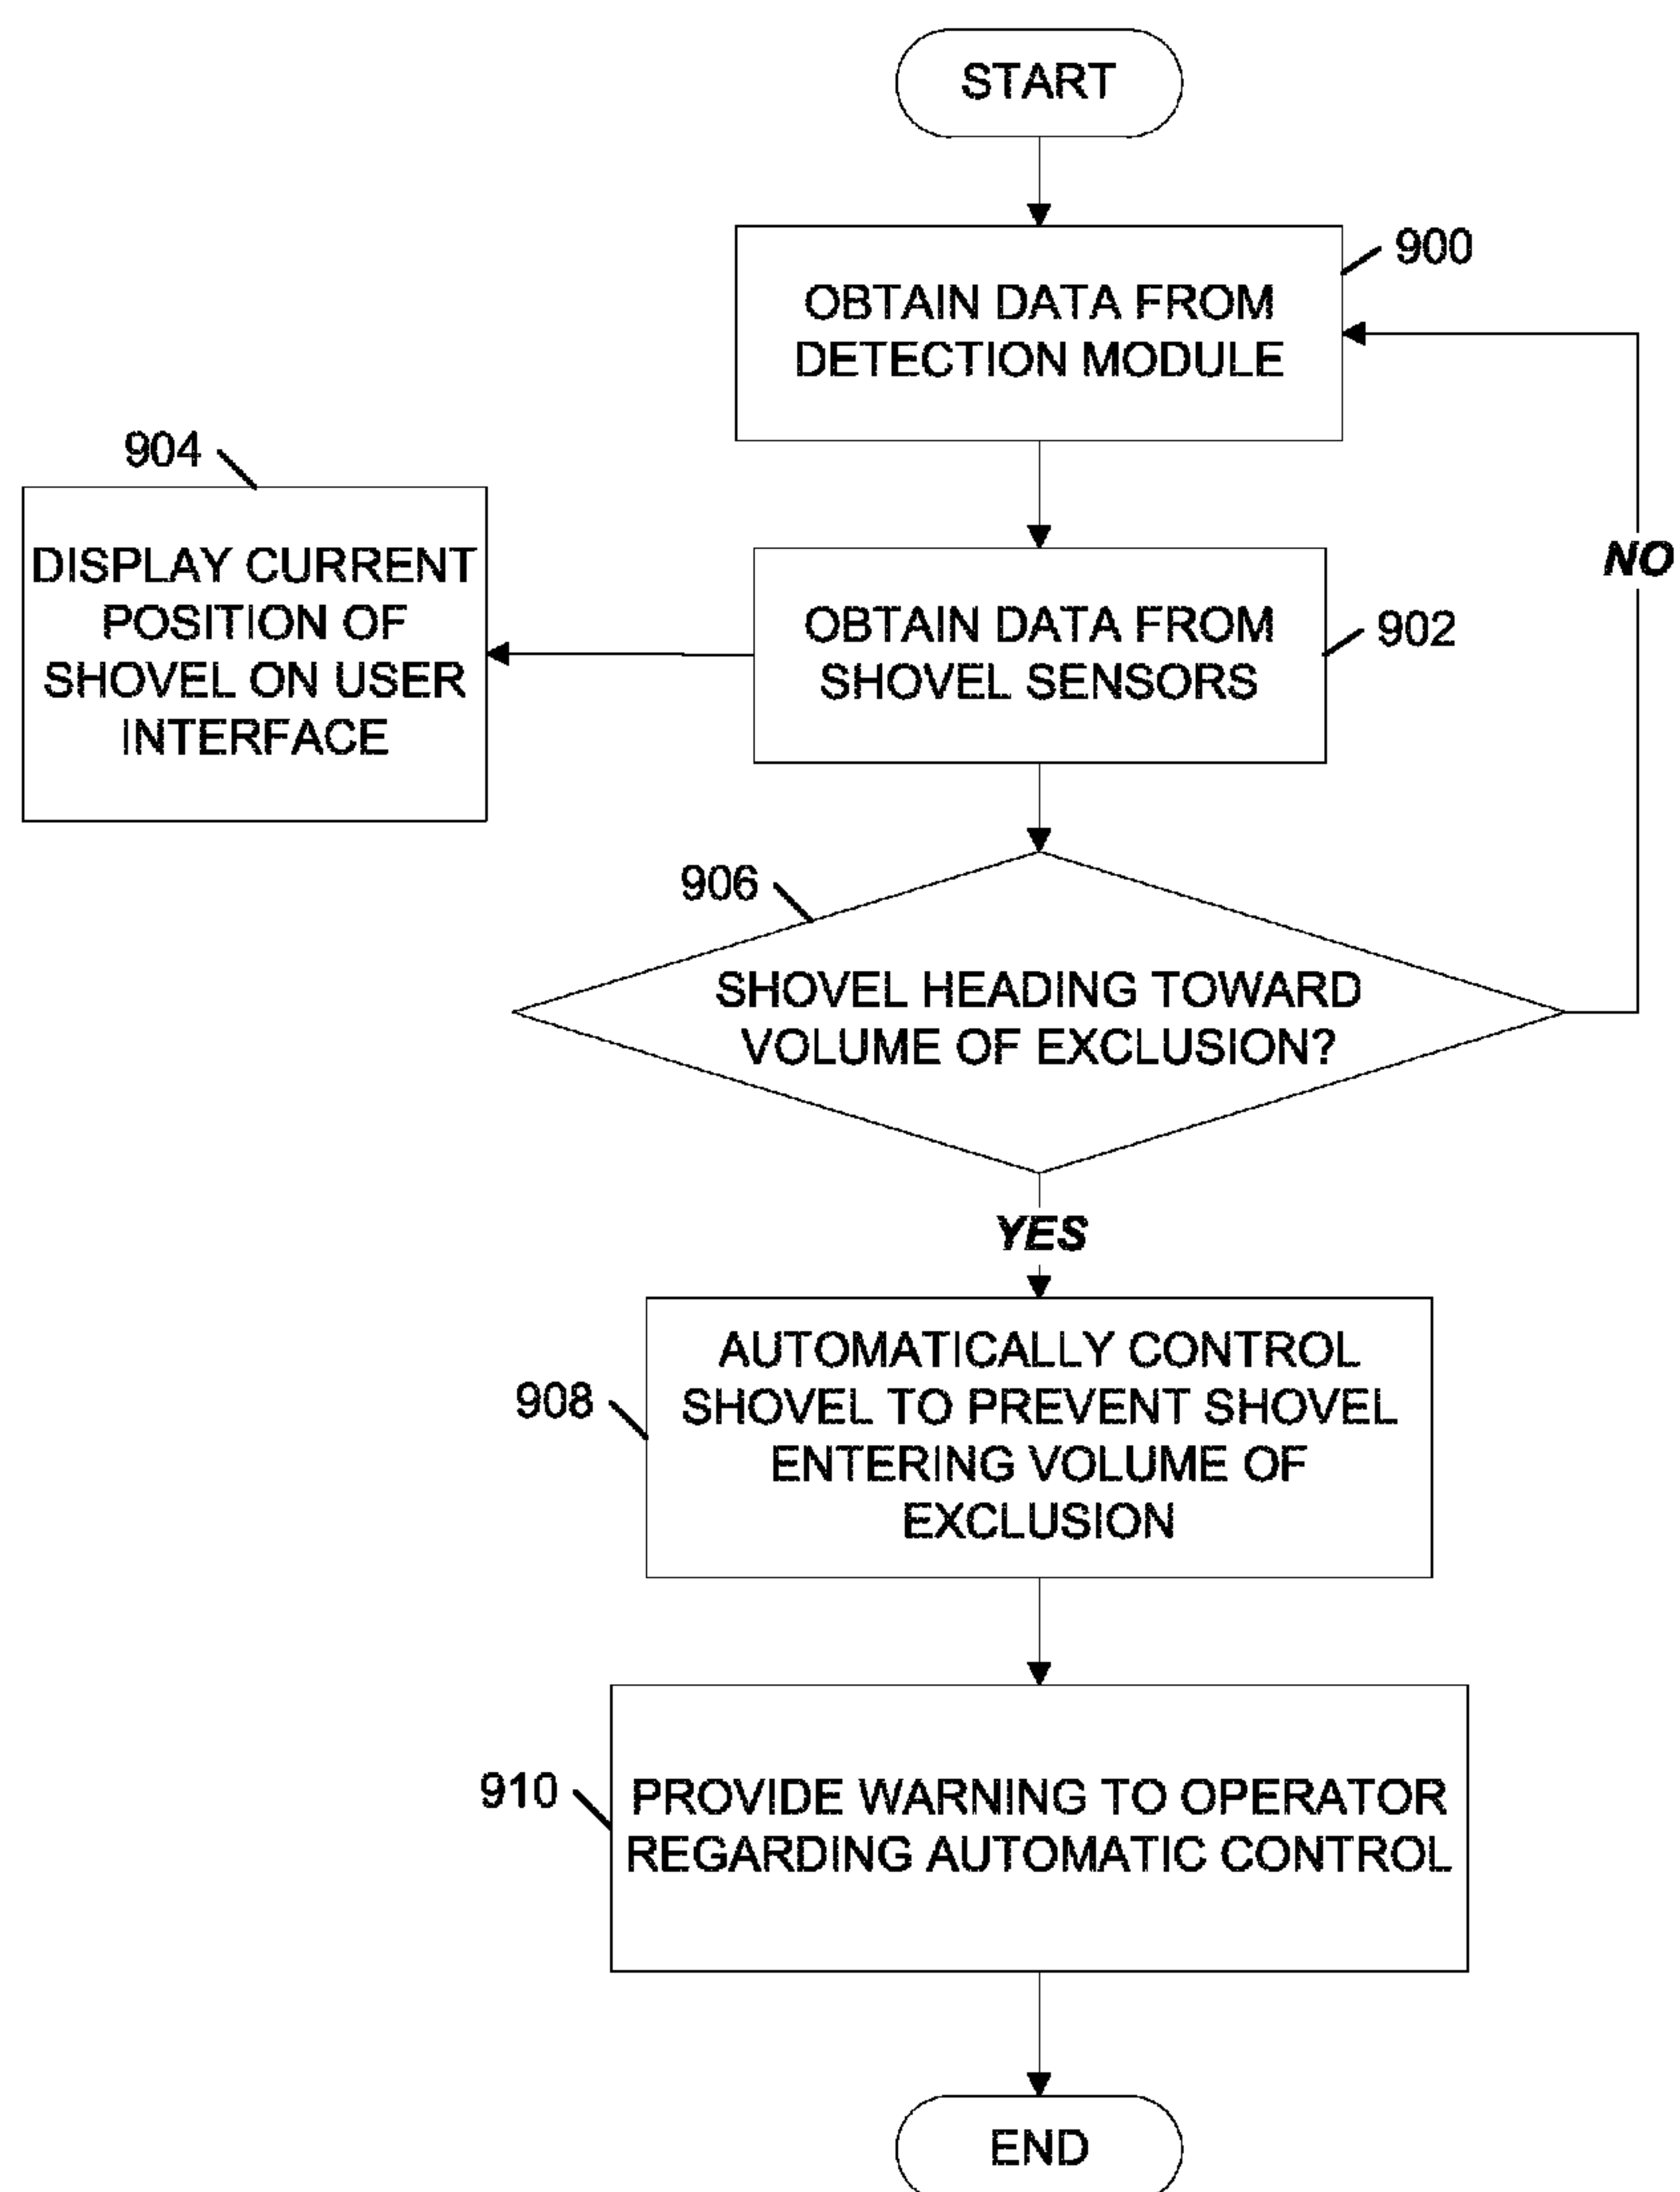 START
900
OBTAIN DATA FROM
DETECTION MODULE
904
NO
DISPLAY CURRENT
POSITION OF
SHOVEL ON USER
INTERFACE
OBTAIN DATA FROM
SHOVEL SENSORS
902
906
SHOVEL HEADING TOWARD
VOLUME OF EXCLUSION?
YES
908
AUTOMATICALLY CONTROL
SHOVEL TO PREVENT SHOVEL
ENTERING VOLUME OF
EXCLUSION
910
PROVIDE WARNING TO OPERATOR
REGARDING AUTOMATIC CONTROL
END